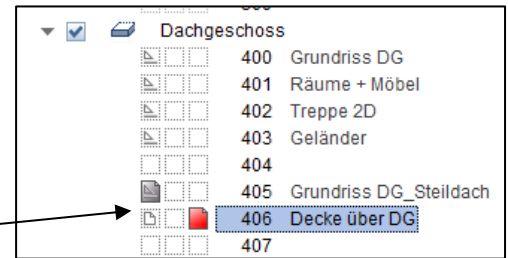 Dachgeschoss
400 Grundriss DG
401 Räume + Möbel
402 Treppe 2D
403 Geländer
404
405 Grundriss DG_Steildach
406 Decke über DG
407